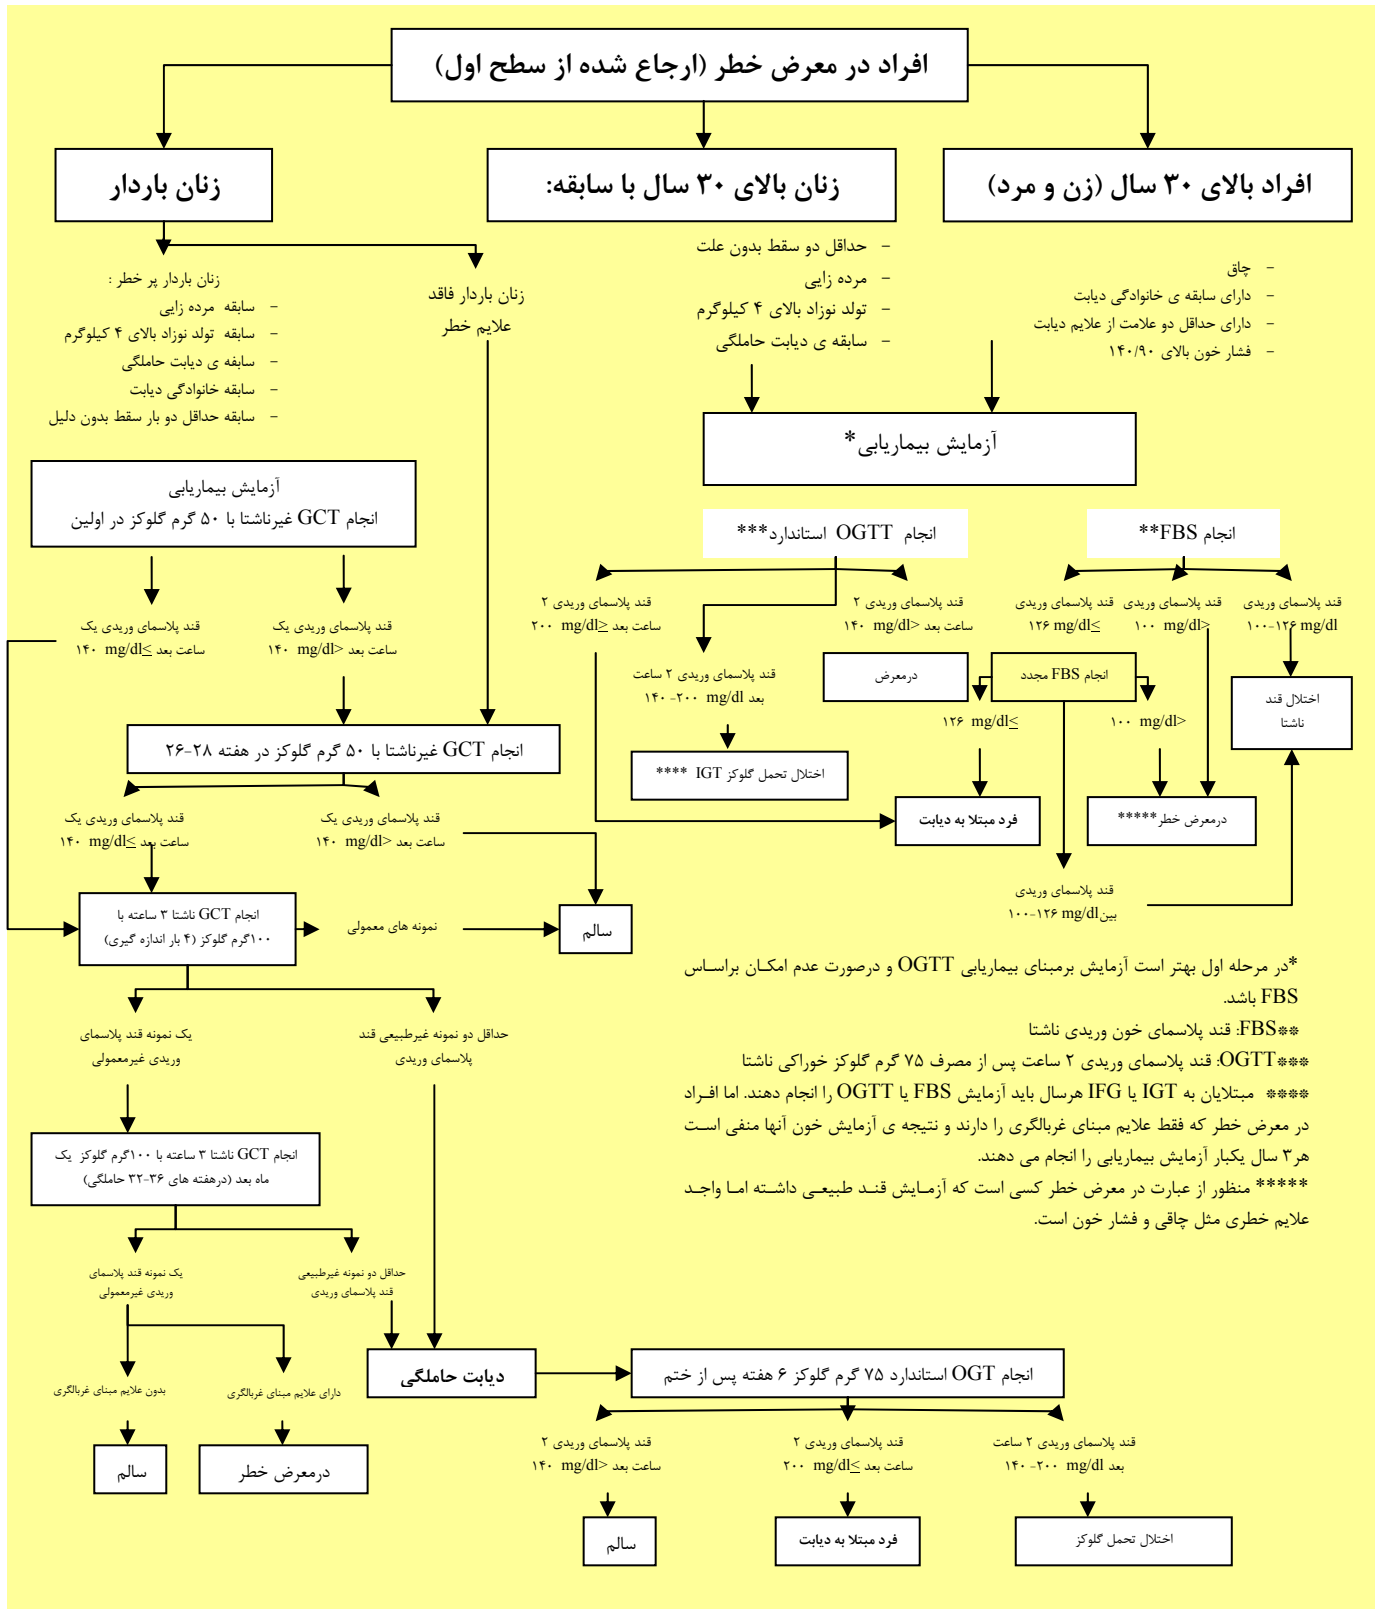 افراد در معرض خطر (ارجاع شده از سطح اول)
افراد بالای ۳۰ سال (زن و مرد)
زنان بالای ۳۰ سال با سابقه:
زنان باردار
- چاق
- دارای سابقه ی خانوادگی دیابت
- دارای حداقل دو علامت از علایم دیابت
- فشار خون بالای ۱۴۰/۹۰
- حداقل دو سقط بدون علت
- مرده زایی
- تولد نوزاد بالای ۴ کیلوگرم
- سابقه ی دیابت حاملگی
زنان باردار فاقد
علایم خطر
زنان باردار پر خطر :
- سابقه مرده زایی
- سابقه تولد نوزاد بالای ۴ کیلوگرم
- سابفه ی دیابت حاملگی
- سابقه خانوادگی دیابت
- سابقه حداقل دو بار سقط بدون دلیل
آزمایش بیماریابی*
آزمایش بیماریابی
انجام GCT غیرناشتا با ۵۰ گرم گلوکز در اولین
انجام FBS**
انجام OGTT استاندارد***
قند پلاسمای وریدی
۱۰۰-۱۲۶ mg/dl
قند پلاسمای وریدی
۱۰۰ mg/dl>
قند پلاسمای وریدی
۱۲۶ mg/dl≤
قند پلاسمای وریدی ۲
ساعت بعد <۱۴۰ mg/dl
قند پلاسمای وریدی ۲
ساعت بعد ≤۲۰۰ mg/dl
قند پلاسمای وریدی یک
ساعت بعد <۱۴۰ mg/dl
قند پلاسمای وریدی یک
ساعت بعد ≥۱۴۰ mg/dl
قند پلاسمای وریدی ۲ ساعت
بعد ۱۴۰ -۲۰۰ mg/dl
درمعرض
انجام FBS مجدد
اختلال قند
ناشتا
۱۲۶ mg/dl≤
۱۰۰ mg/dl<
انجام GCT غیرناشتا با ۵۰ گرم گلوکز در هفته ۲۸-۲۶
اختلال تحمل گلوکز IGT ****
فرد مبتلا به دیابت
درمعرض خطر*****
قند پلاسمای وریدی یک
ساعت بعد <۱۴۰ mg/dl
قند پلاسمای وریدی یک
ساعت بعد ≥۱۴۰ mg/dl
قند پلاسمای وریدی
بین۱۰۰-۱۲۶ mg/dl
انجام GCT ناشتا ۳ ساعته با
۱۰۰گرم گلوکز (۴ بار اندازه گیری)
نمونه های معمولی
سالم
*در مرحله اول بهتر است آزمایش برمبنای بیماریابی OGTT و درصورت عدم امکان براساس
FBS باشد.
**FBS: قند پلاسمای خون وریدی ناشتا
***OGTT: قند پلاسمای وریدی ۲ ساعت پس از مصرف ۷۵ گرم گلوکز خوراکی ناشتا
**** مبتلایان به IGT یا IFG هرسال باید آزمایش FBS یا OGTT را انجام دهند. اما افراد
در معرض خطر که فقط علایم مبنای غربالگری را دارند و نتیجه ی آزمایش خون آنها منفی است
هر۳ سال یکبار آزمایش بیماریابی را انجام می دهند.
***** منظور از عبارت در معرض خطر کسی است که آزمایش قند طبیعی داشته اما واجد
علایم خطری مثل چاقی و فشار خون است.
حداقل دو نمونه غیرطبیعی قند
پلاسمای وریدی
یک نمونه قند پلاسمای
وریدی غیرمعمولی
انجام GCT ناشتا ۳ ساعته با ۱۰۰گرم گلوکز یک
ماه بعد (درهفته های ۳۶-۳۲ حاملگی)
حداقل دو نمونه غیرطبیعی
قند پلاسمای وریدی
یک نمونه قند پلاسمای
وریدی غیرمعمولی
دیابت حاملگی
انجام OGT استاندارد ۷۵ گرم گلوکز ۶ هفته پس از ختم
دارای علایم مبنای غربالگری
بدون علایم مبنای غربالگری
درمعرض خطر
سالم
قند پلاسمای وریدی ۲ ساعت
بعد ۱۴۰ -۲۰۰ mg/dl
قند پلاسمای وریدی ۲
ساعت بعد ≥۲۰۰ mg/dl
قند پلاسمای وریدی ۲
ساعت بعد <۱۴۰ mg/dl
اختلال تحمل گلوکز
فرد مبتلا به دیابت
سالم